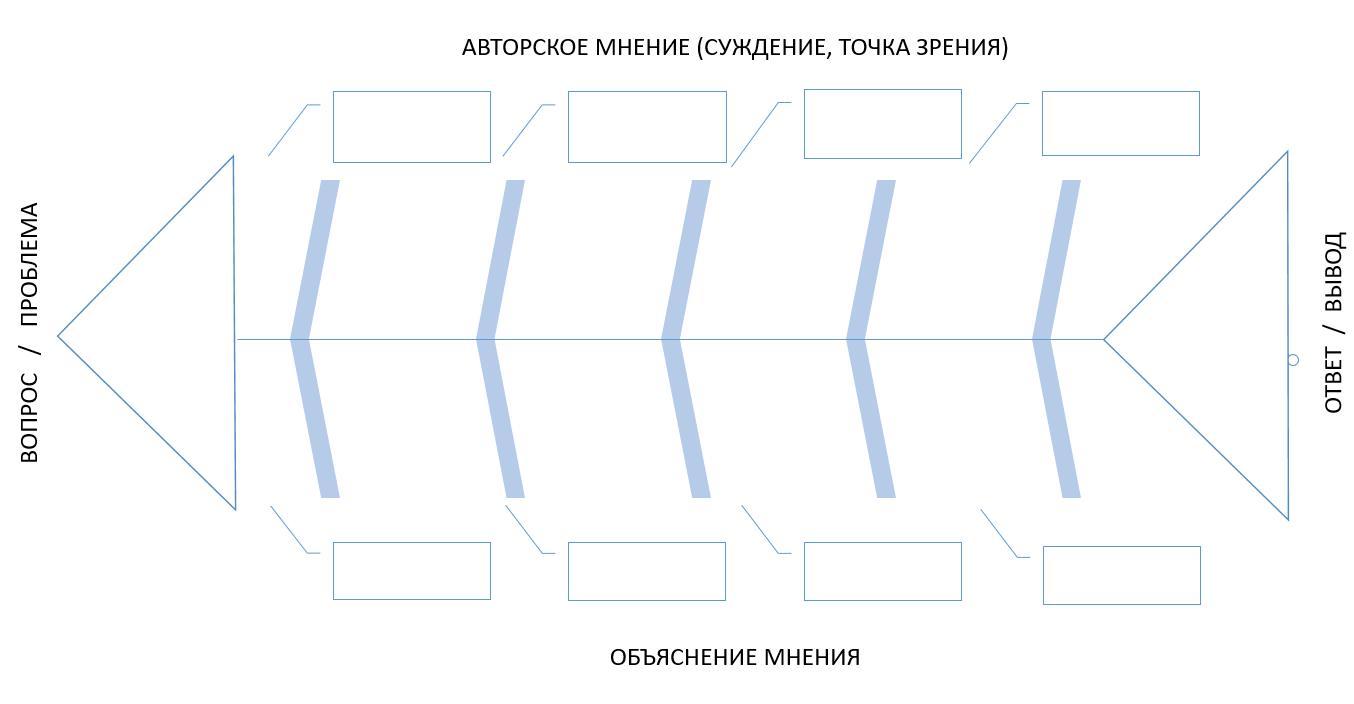 АВТОРСКОЕ МНЕНИЕ (СУЖДЕНИЕ, ТОЧКА ЗРЕНИЯ)
ВОПРОС / ПРОБЛЕМА
ОТВЕТ / ВЫВОД
ОБЪЯСНЕНИЕ МНЕНИЯ